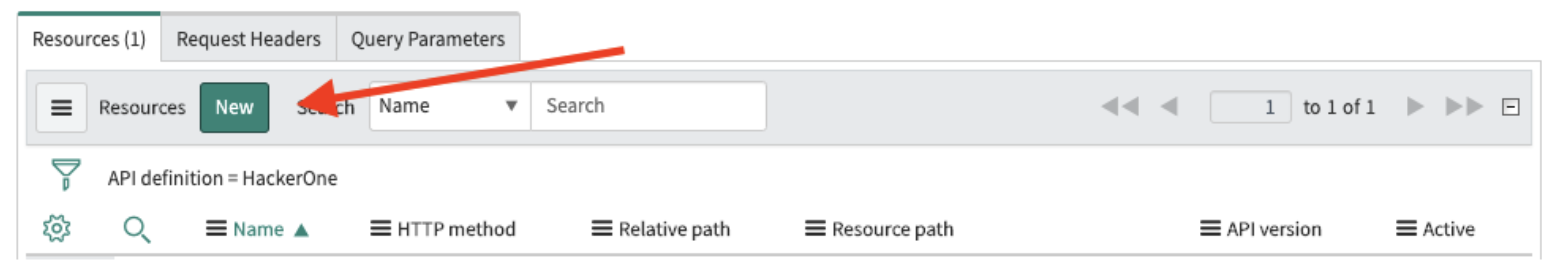 Resources (1) Request Headers Query Parameters
Resources New Search Name Search 1 to 1 of 1
API definition = HackerOne
Name HTTP method Relative path Resource path API version Active